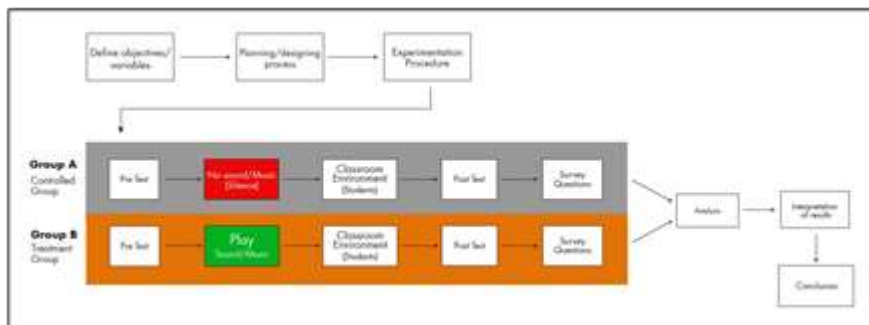 Define objectives/
variables
Planning/designing
process
Experimentation
Procedure
Group A
Controlled
Group
Pre Test
No sound/Music
(Silence)
Classroom
Environment
(Students)
Post Test
Survey
Questions
Group B
Treatment
Group
Pre Test
Play
Sound/Music
Classroom
Environment
(Students)
Post Test
Survey
Questions
Analysis
Interpretation
of results
Conclusion